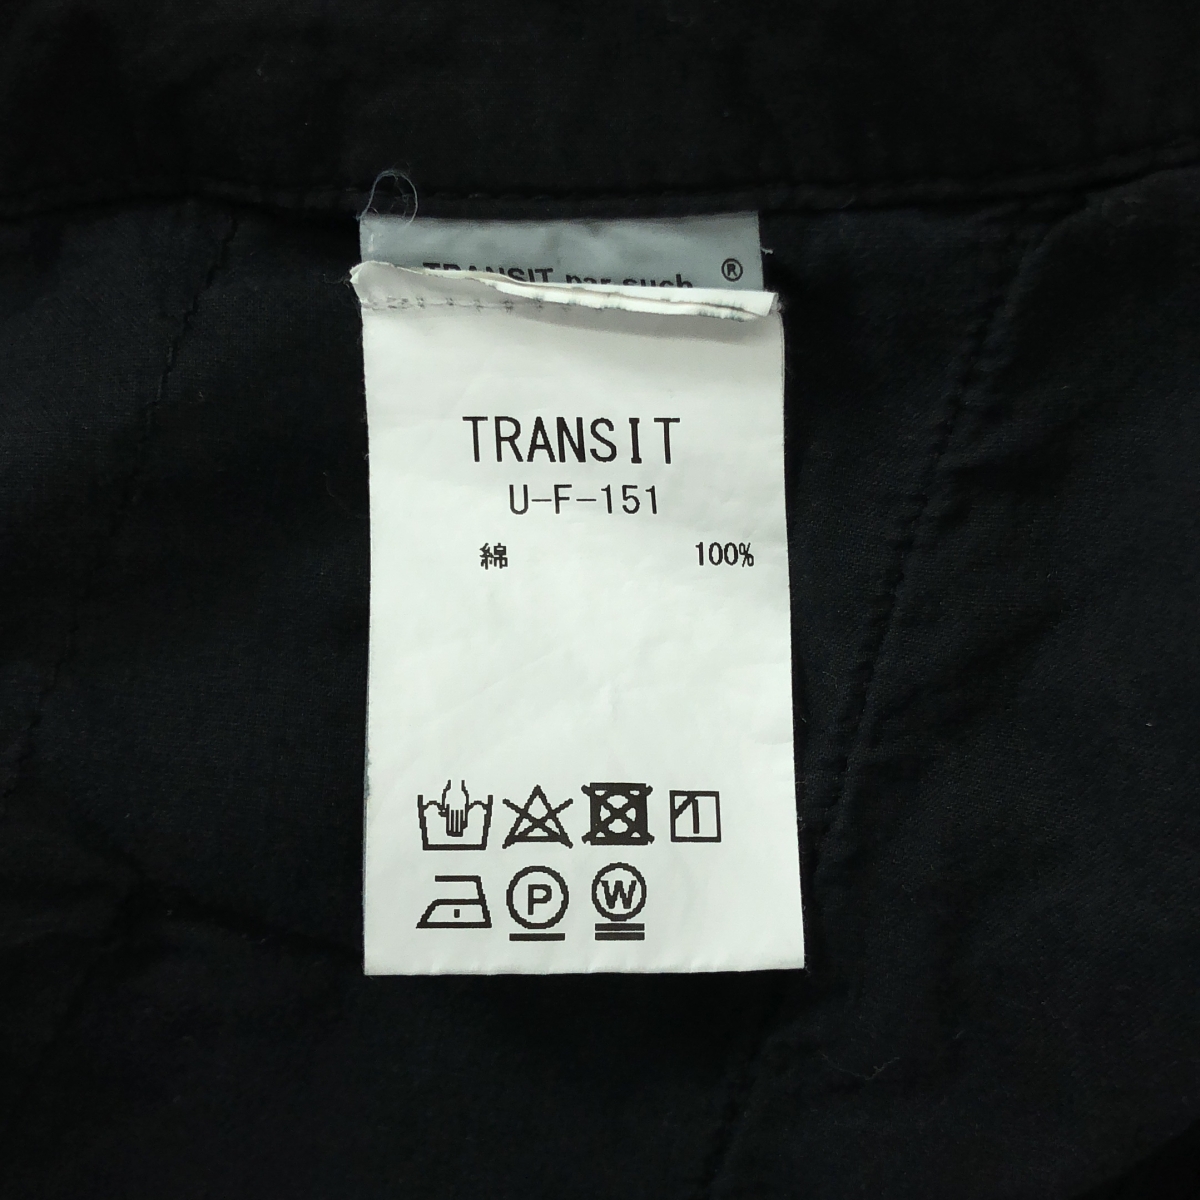 TRANSIT par such ®
TRANSIT
U-F-151
綿 100%
P W